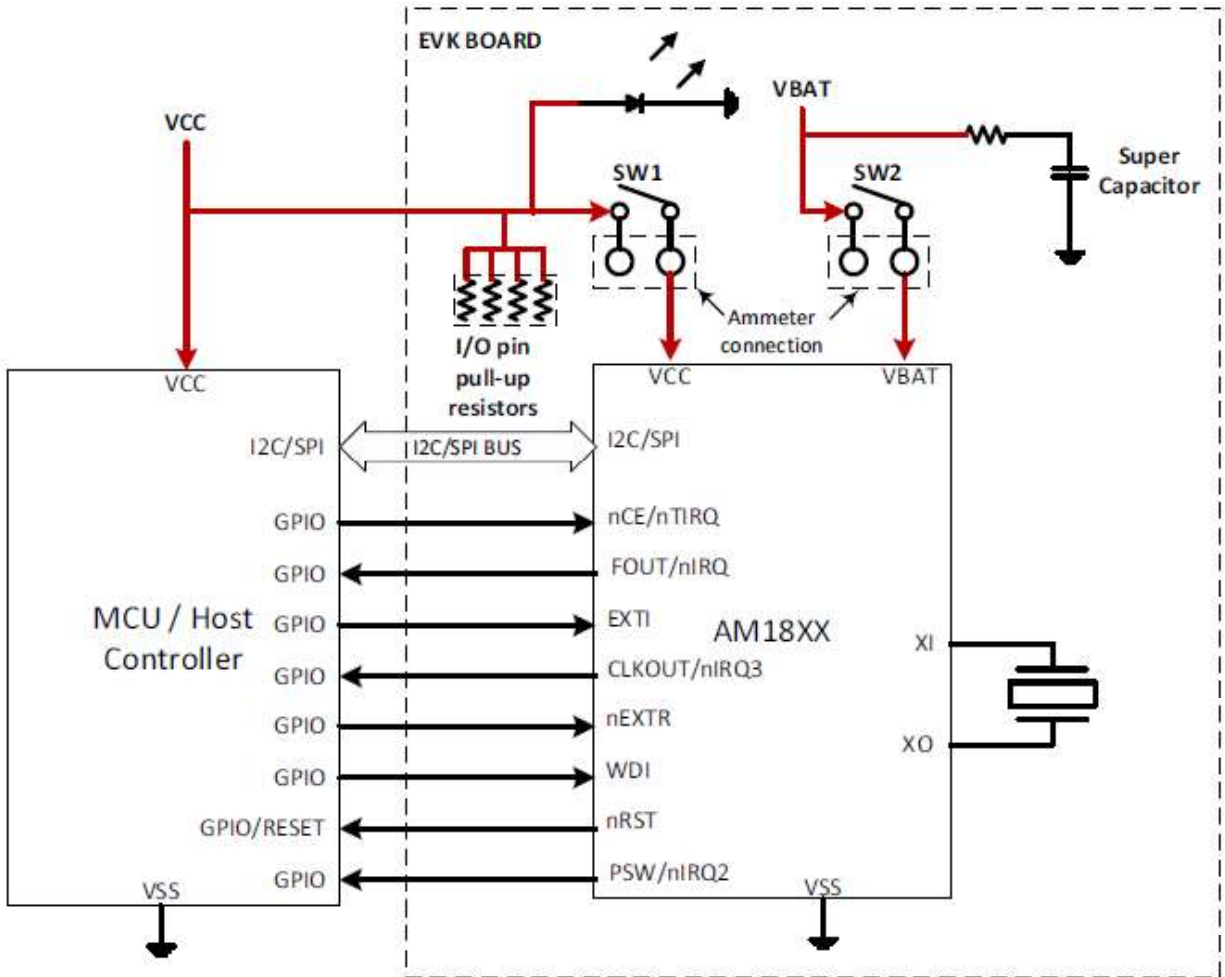 EVK BOARD
VCC
VBAT
SW1
SW2
Super
Capacitor
Ammeter
connection
I/O pin
pull-up
resistors
VCC
VCC
VBAT
I2C/SPI
I2C/SPI BUS
I2C/SPI
GPIO
nCE/nTIRQ
GPIO
FOUT/nIRQ
MCU / Host
Controller
GPIO
EXTI
AM18XX
XI
GPIO
CLKOUT/nIRQ3
GPIO
nEXTR
XO
GPIO
WDI
GPIO/RESET
nRST
GPIO
PSW/nIRQ2
VSS
VSS